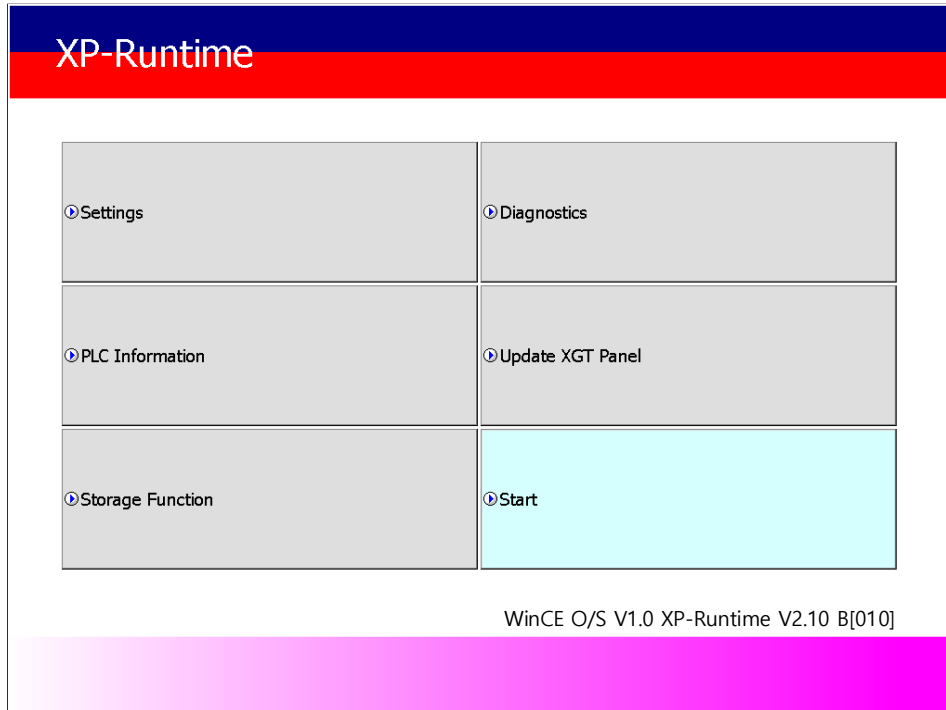 XP-Runtime
Settings
Diagnostics
PLC Information
Update XGT Panel
Storage Function
Start
WinCE O/S V1.0 XP-Runtime V2.10 B[010]